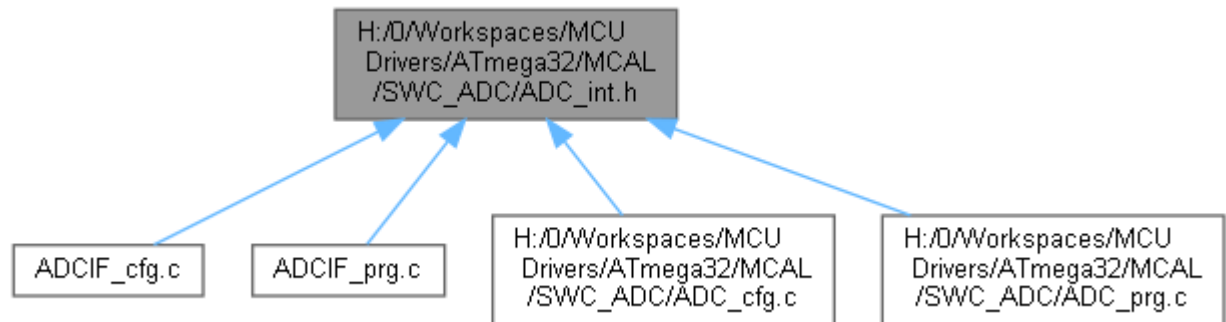 H:/0/Workspaces/MCU
Drivers/ATmega32/MCAL
/SWC_ADC/ADC_int.h
ADCIF_cfg.c
ADCIF_prg.c
H:/0/Workspaces/MCU
Drivers/ATmega32/MCAL
/SWC_ADC/ADC_cfg.c
H:/0/Workspaces/MCU
Drivers/ATmega32/MCAL
/SWC_ADC/ADC_prg.c